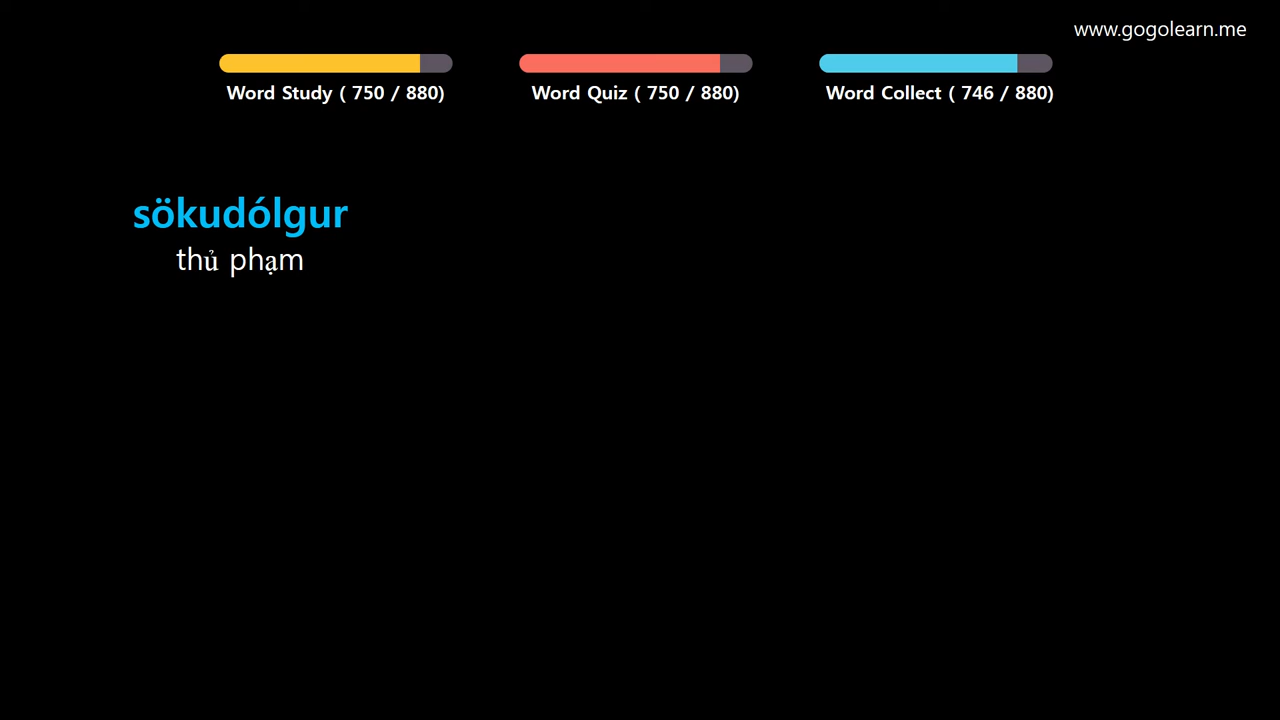 www.gogolearn.me
Word Study ( 750 / 880)
Word Quiz ( 750 / 880)
Word Collect ( 746 / 880)
sökudólgur
thủ phạm